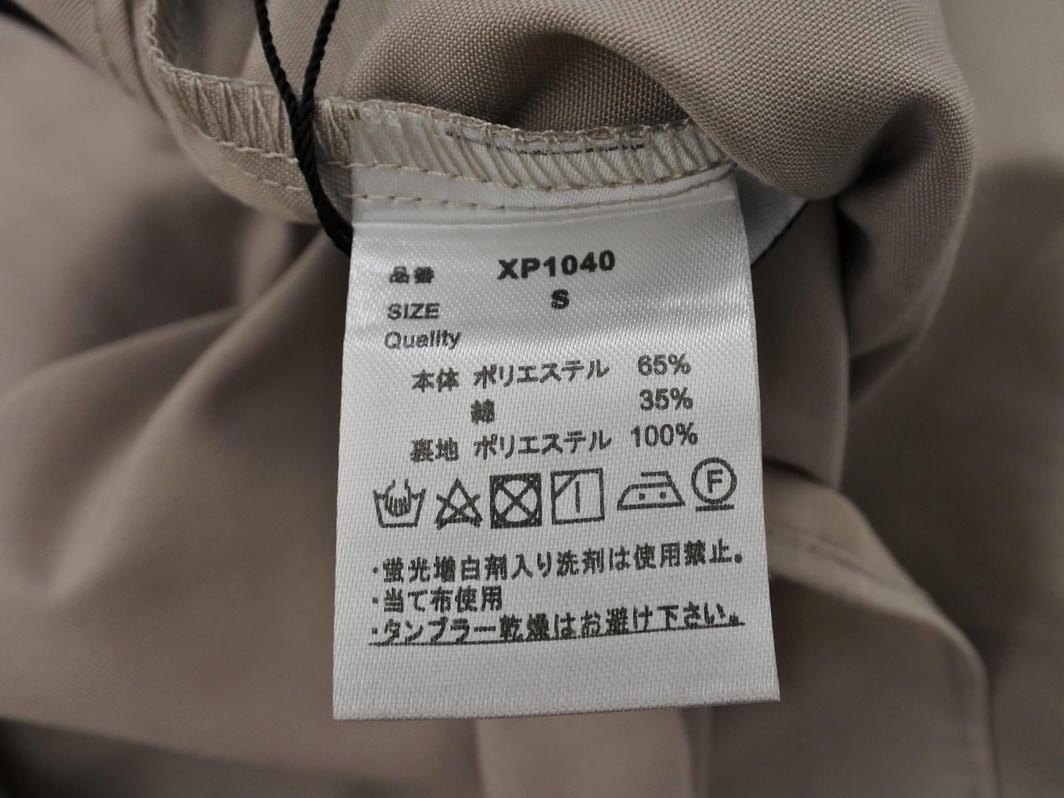 品番 XP1040
SIZE S
Quality
本体 ポリエステル 65%
綿 35%
裏地 ポリエステル 100%
F
・蛍光増白剤入り洗剤は使用禁止。
・当て布使用
・タンブラー乾燥はお避け下さい。